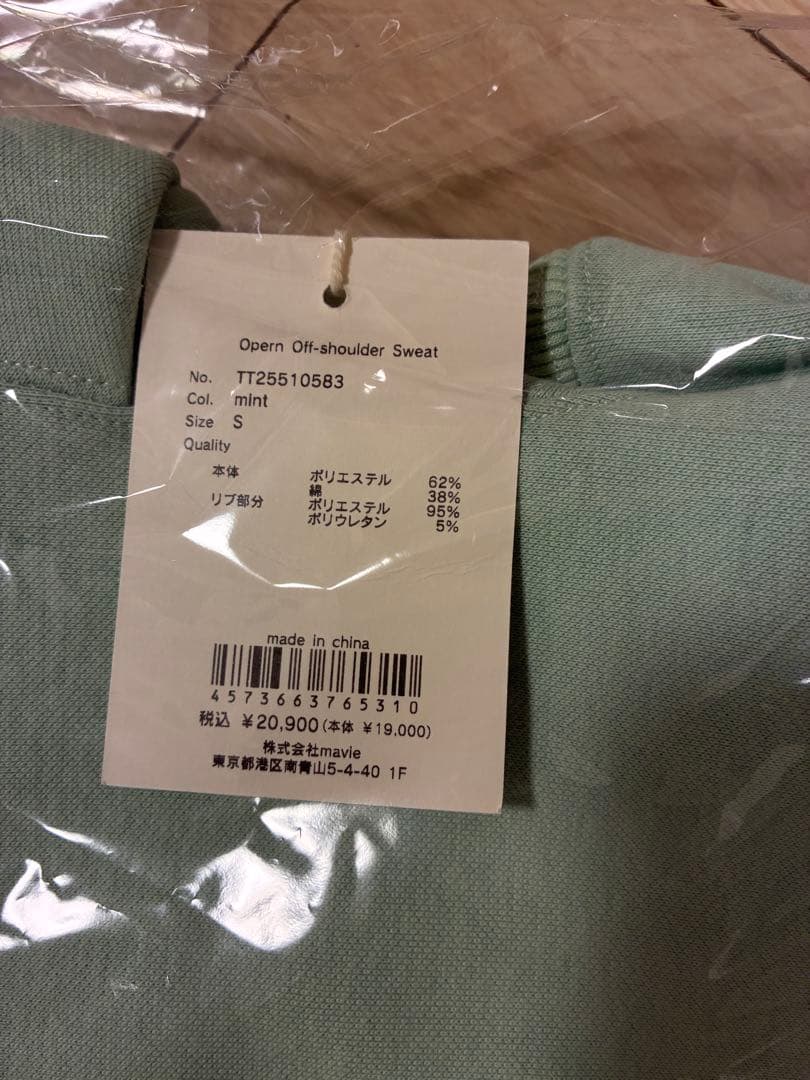 Opern Off-shoulder Sweat
No. TT25510583
Col. mint
Size S
Quality
本体 ポリエステル 62%
綿 38%
リブ部分 ポリエステル 95%
ポリウレタン 5%
made in china
4573663765310
税込 ¥20,900(本体 ¥19,000)
株式会社mavie
東京都港区南青山5-4-40 1F